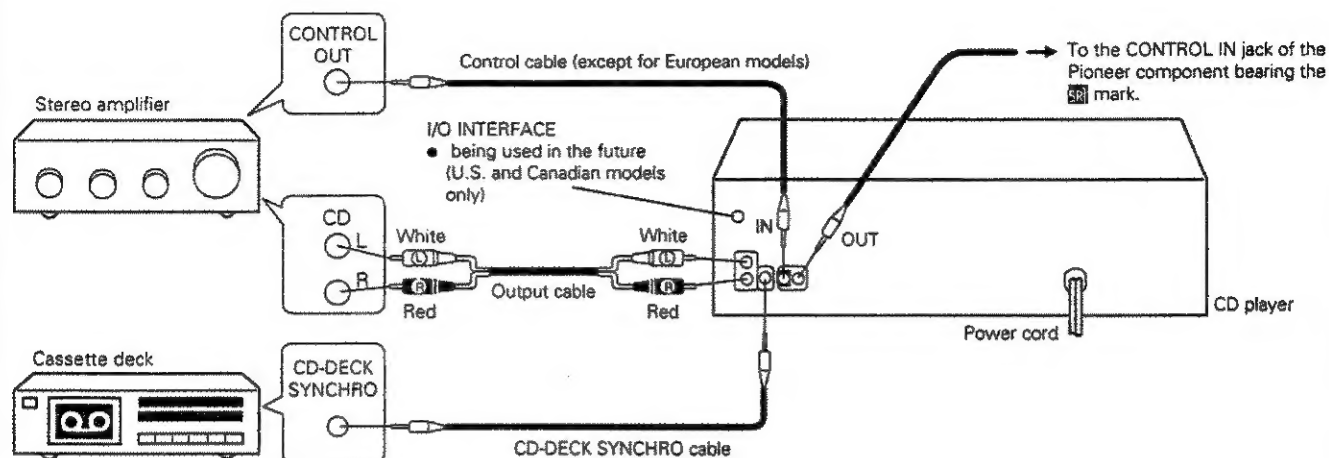 CONTROL
OUT
Control cable (except for European models)
To the CONTROL IN jack of the
Pioneer component bearing the
SR mark.
Stereo amplifier
I/O INTERFACE
● being used in the future
(U.S. and Canadian models
only)
CD
L
R
White
L
Red
R
Output cable
White
L
Red
R
IN
OUT
Power cord
CD player
Cassette deck
CD-DECK
SYNCHRO
CD-DECK SYNCHRO cable